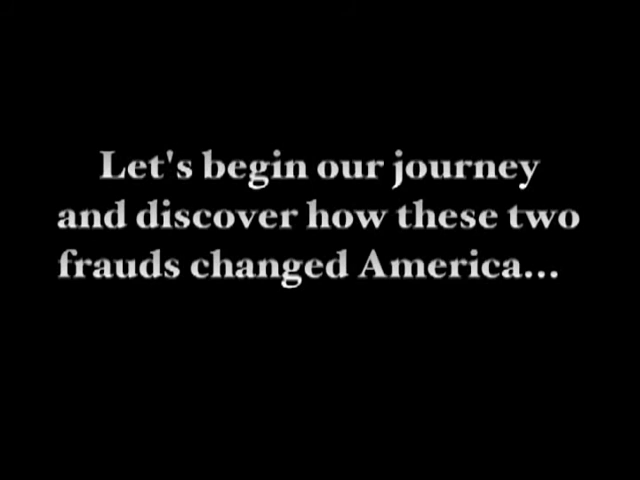 Let's begin our journey
and discover how these two
frauds changed America...